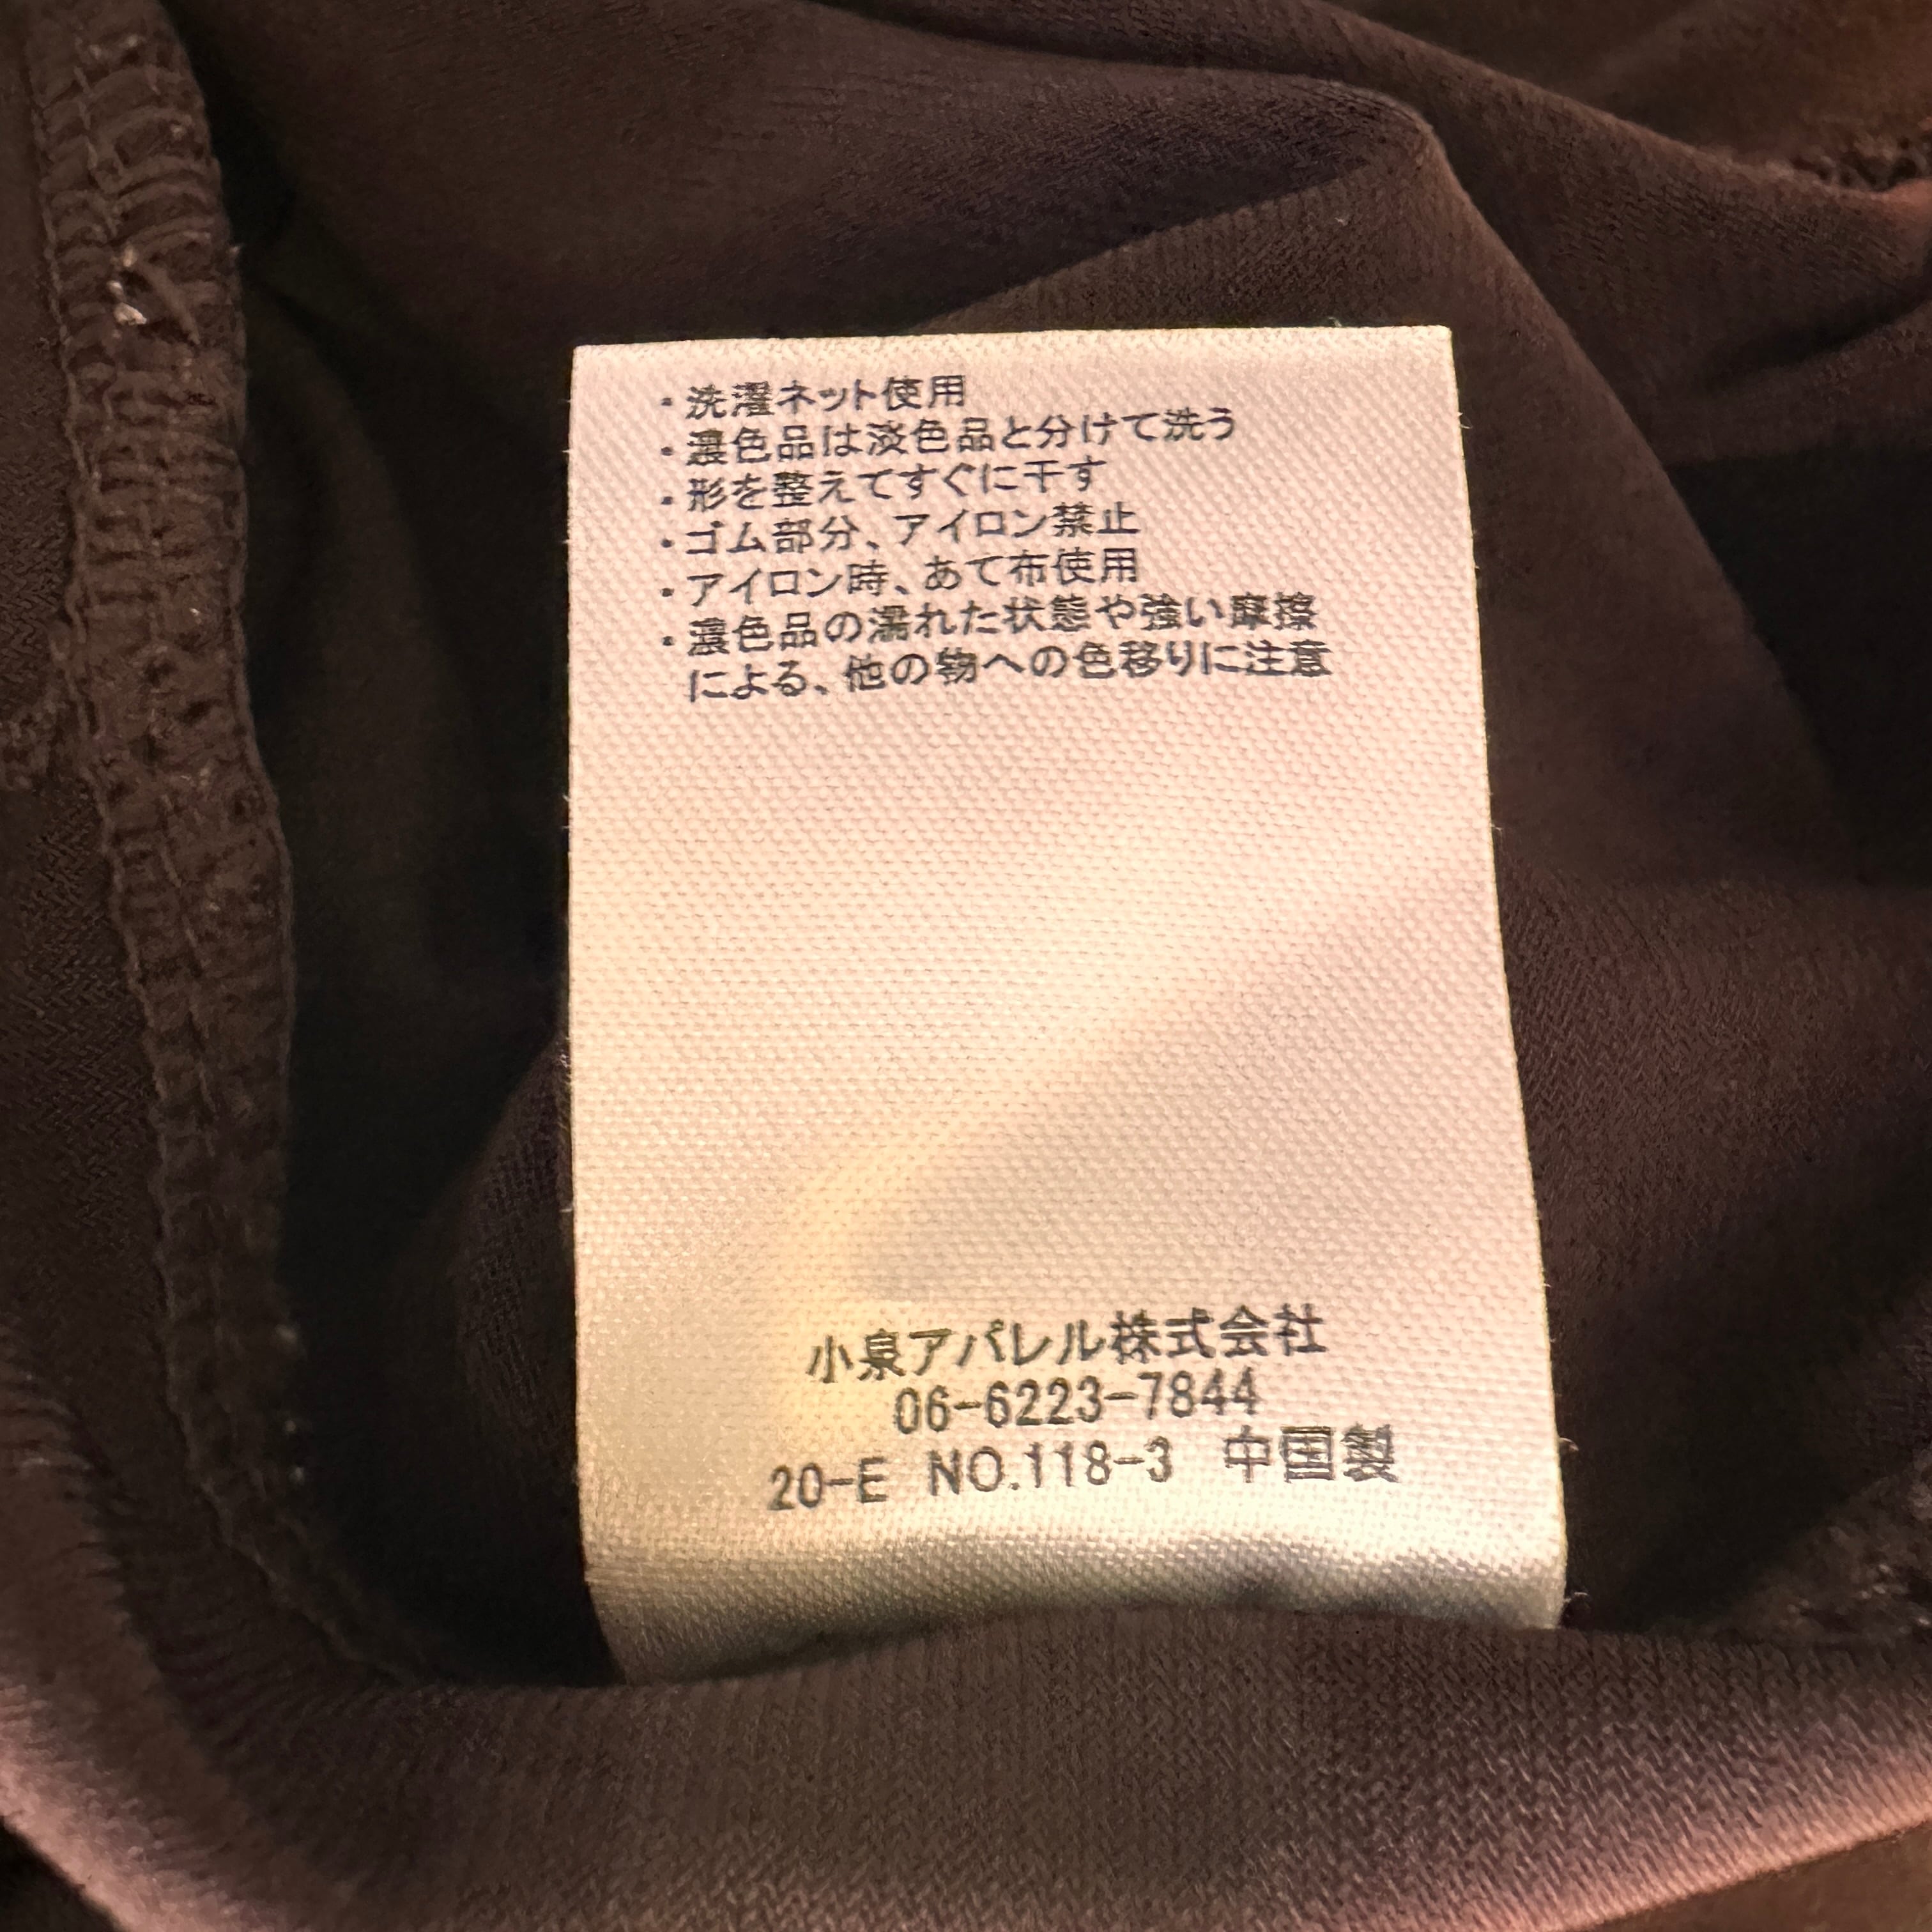 ・洗濯ネット使用
・濃色品は淡色品と分けて洗う
・形を整えてすぐに干す
・ゴム部分、アイロン禁止
・アイロン時、あて布使用
・濃色品の濡れた状態や強い摩擦
による、他の物への色移りに注意
小泉アパレル株式会社
06-6223-7844
20-E NO.118-3 中国製